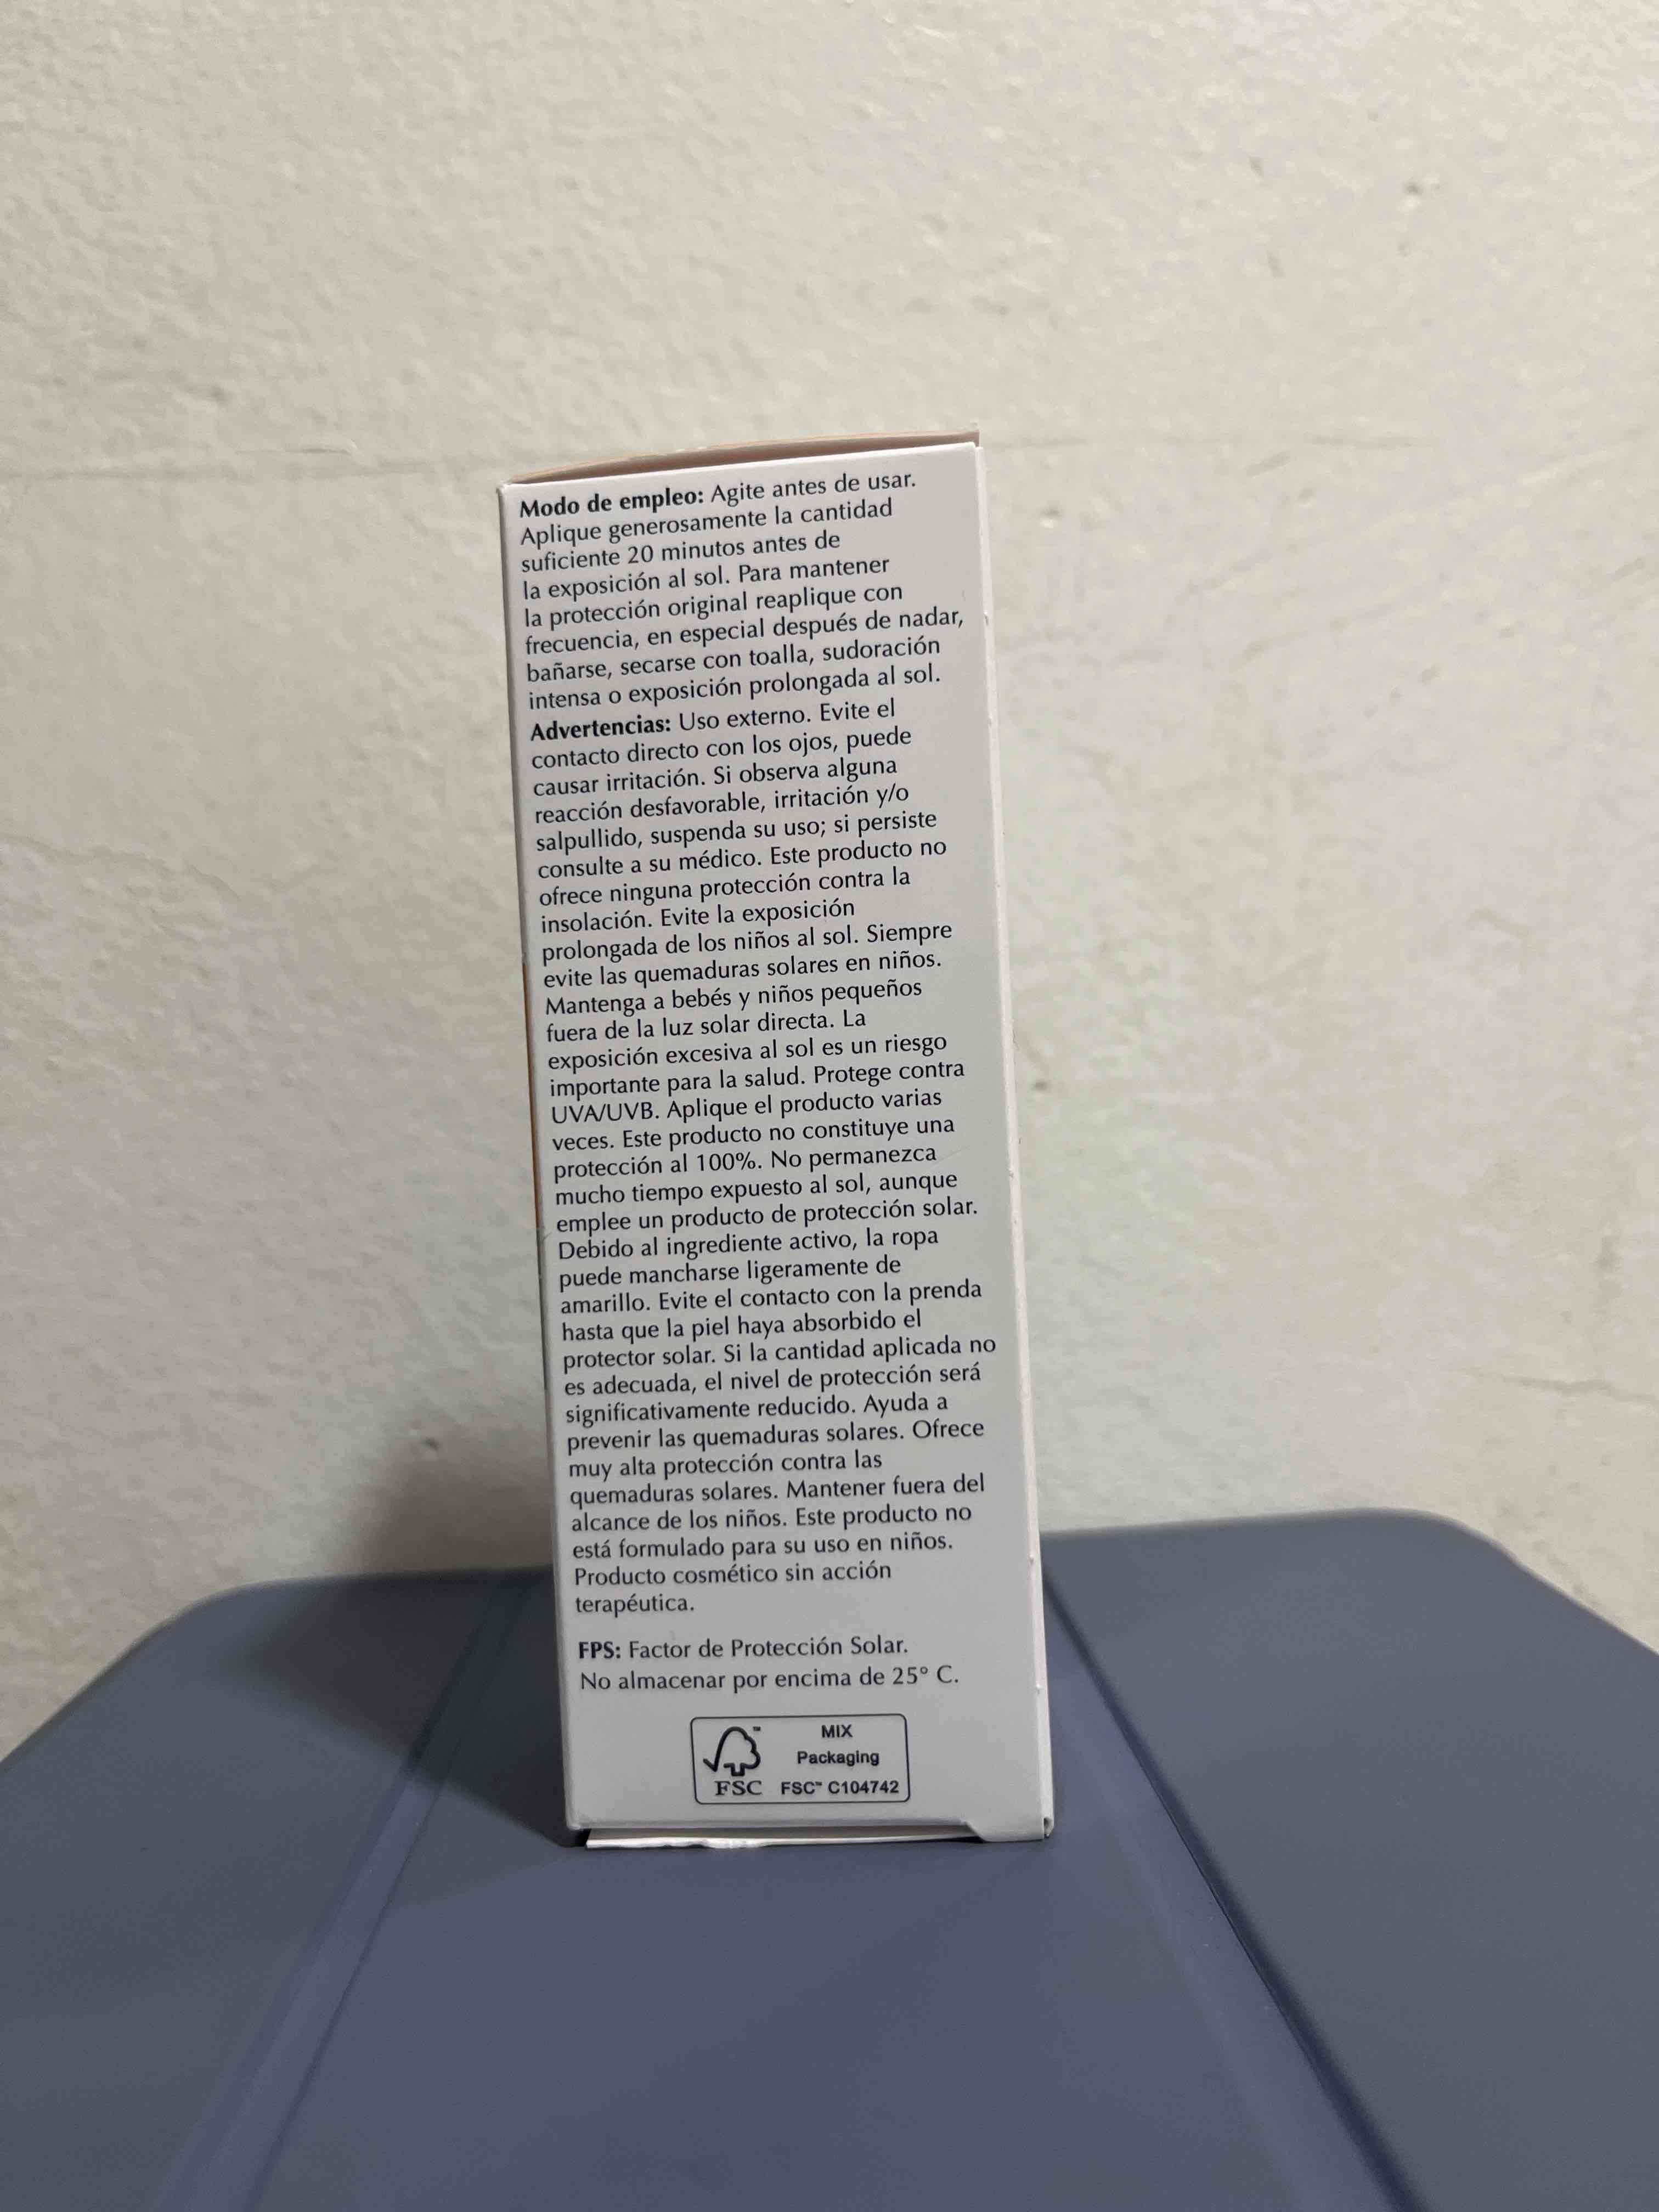 Modo de empleo: Agite antes de usar.
Aplique generosamente la cantidad
suficiente 20 minutos antes de
la exposición al sol. Para mantener
la protección original reaplique con
frecuencia, en especial después de nadar,
bañarse, secarse con toalla, sudoración
intensa o exposición prolongada al sol.
Advertencias: Uso externo. Evite el
contacto directo con los ojos, puede
causar irritación. Si observa alguna
reacción desfavorable, irritación y/o
salpullido, suspenda su uso; si persiste
consulte a su médico. Este producto no
ofrece ninguna protección contra la
insolación. Evite la exposición
prolongada de los niños al sol. Siempre
evite las quemaduras solares en niños.
Mantenga a bebés y niños pequeños
fuera de la luz solar directa. La
exposición excesiva al sol es un riesgo
importante para la salud. Protege contra
UVA/UVB. Aplique el producto varias
veces. Este producto no constituye una
protección al 100%. No permanezca
mucho tiempo expuesto al sol, aunque
emplee un producto de protección solar.
Debido al ingrediente activo, la ropa
puede mancharse ligeramente de
amarillo. Evite el contacto con la prenda
hasta que la piel haya absorbido el
protector solar. Si la cantidad aplicada no
es adecuada, el nivel de protección será
significativamente reducido. Ayuda a
prevenir las quemaduras solares. Ofrece
muy alta protección contra las
quemaduras solares. Mantener fuera del
alcance de los niños. Este producto no
está formulado para su uso en niños.
Producto cosmético sin acción
terapéutica.
FPS: Factor de Protección Solar.
No almacenar por encima de 25° C.
MIX
Packaging
FSC FSC™ C104742